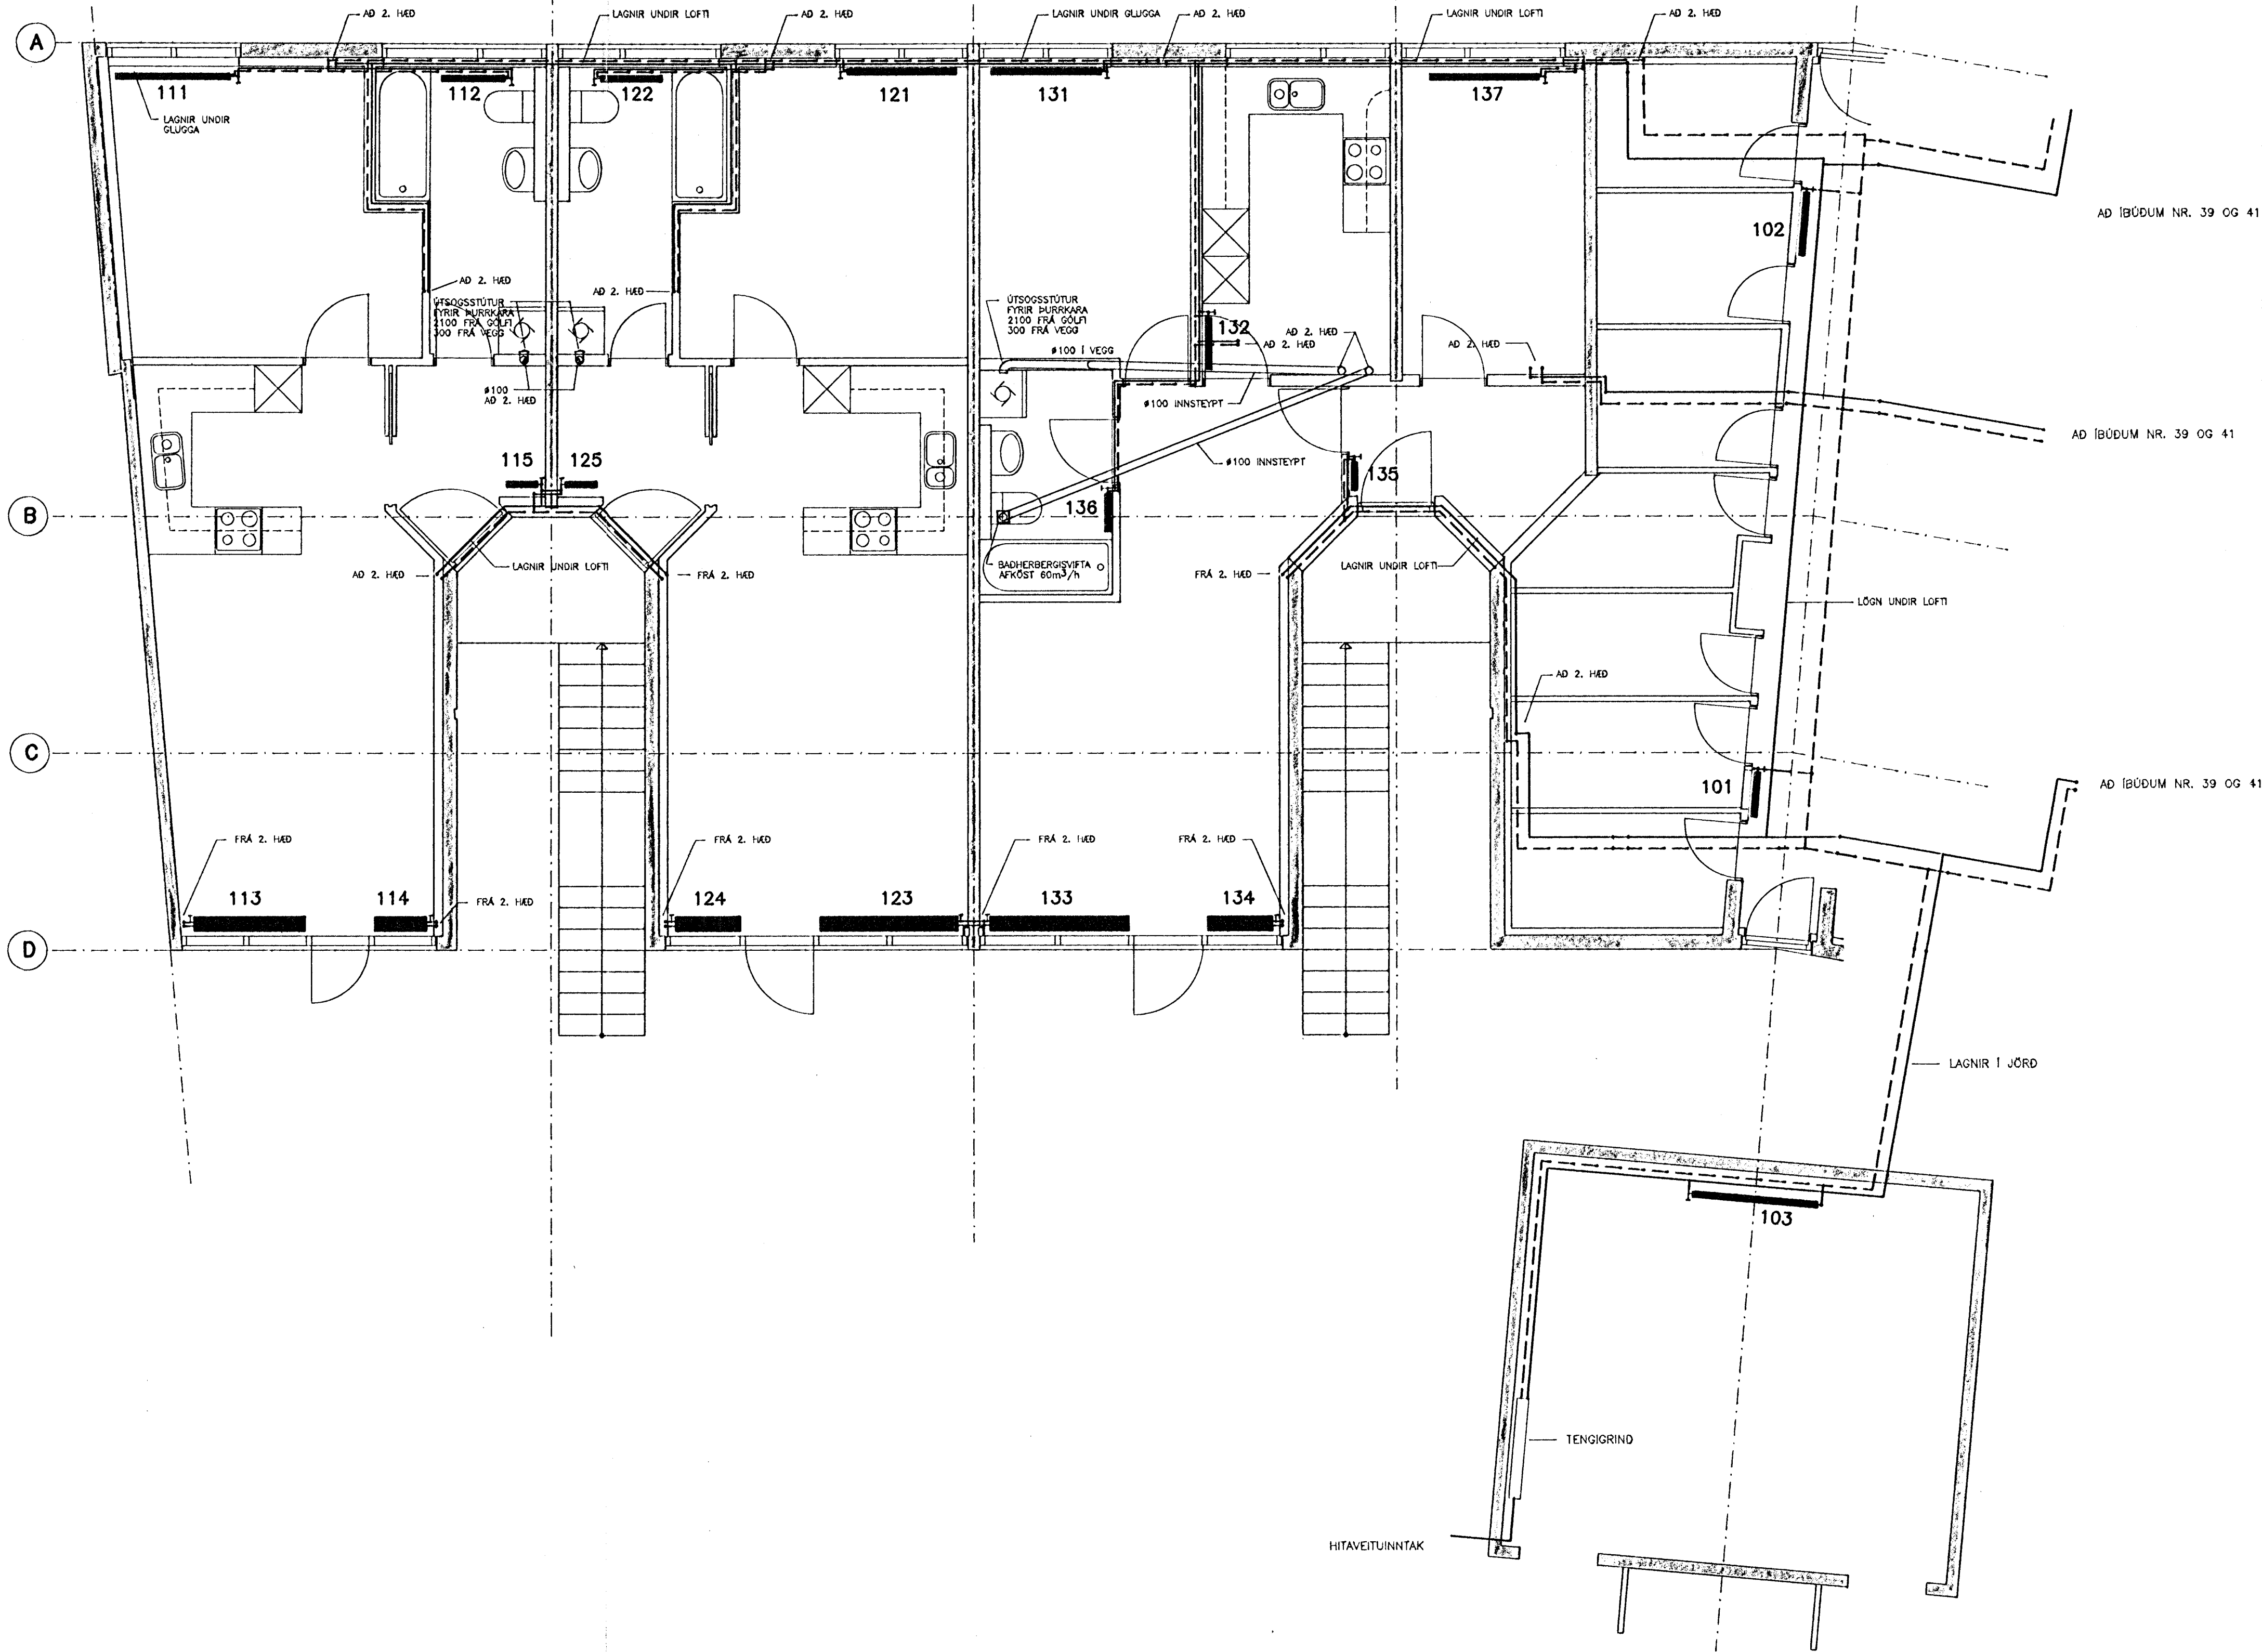 AÐ 2. HÆÐ
LAGNIR UNDIR LOFTI
AÐ 2. HÆÐ
LAGNIR UNDIR GLUGGA
AÐ 2. HÆÐ
LAGNIR UNDIR LOFTI
AÐ 2. HÆÐ
A
111
112
122
121
131
137
LAGNIR UNDIR
GLUGGA
AÐ ÍBÚÐUM NR. 39 OG 41
102
AÐ 2. HÆÐ
AÐ 2. HÆÐ
ÚTSOGSSTÚTUR
FYRIR ÞURRKARA
2100 FRÁ GÓLFI
300 FRÁ VEGG
ÚTSOGSSTÚTUR
FYRIR ÞURRKARA
2100 FRÁ GÓLFI
300 FRÁ VEGG
132
AÐ 2. HÆÐ
AÐ 2. HÆÐ
AÐ 2. HÆÐ
ø100 Í VEGG
ø100
AÐ 2. HÆÐ
ø100 INNSTEYPT
AÐ ÍBÚÐUM NR. 39 OG 41
115
125
ø100 INNSTEYPT
135
136
B
LAGNIR UNDIR LOFTI
BAÐHERBERGISVIFTA
AFKÖST 60m³/h
LAGNIR UNDIR LOFTI
AÐ 2. HÆÐ
FRÁ 2. HÆÐ
FRÁ 2. HÆÐ
LÖGN UNDIR LOFTI
AÐ 2. HÆÐ
C
101
AÐ ÍBÚÐUM NR. 39 OG 41
FRÁ 2. HÆÐ
FRÁ 2. HÆÐ
FRÁ 2. HÆÐ
FRÁ 2. HÆÐ
113
114
FRÁ 2. HÆÐ
124
123
133
134
D
LAGNIR Í JÖRÐ
103
TENGIGRIND
HITAVEITUINNTAK